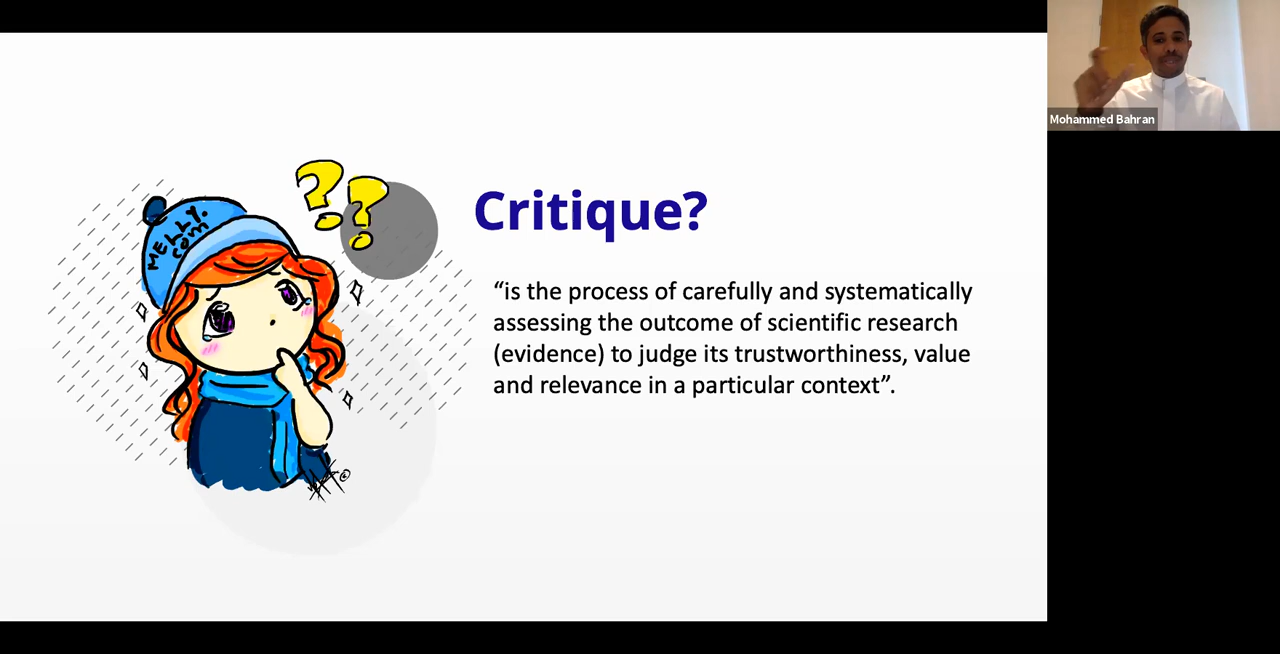 MELLY.
com
??
Critique?
“is the process of carefully and systematically
assessing the outcome of scientific research
(evidence) to judge its trustworthiness, value
and relevance in a particular context”.
Mohammed Bahran